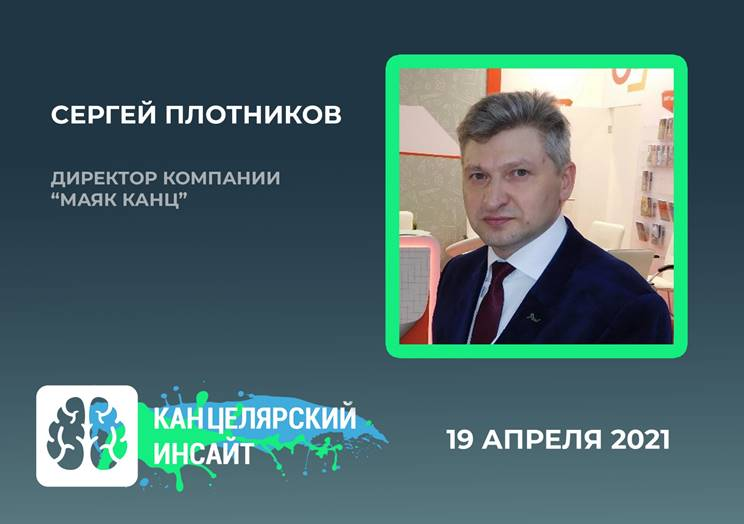 СЕРГЕЙ ПЛОТНИКОВ
ДИРЕКТОР КОМПАНИИ
“МАЯК КАНЦ”
КАНЦЕЛЯРСКИЙ
ИНСАЙТ
19 АПРЕЛЯ 2021